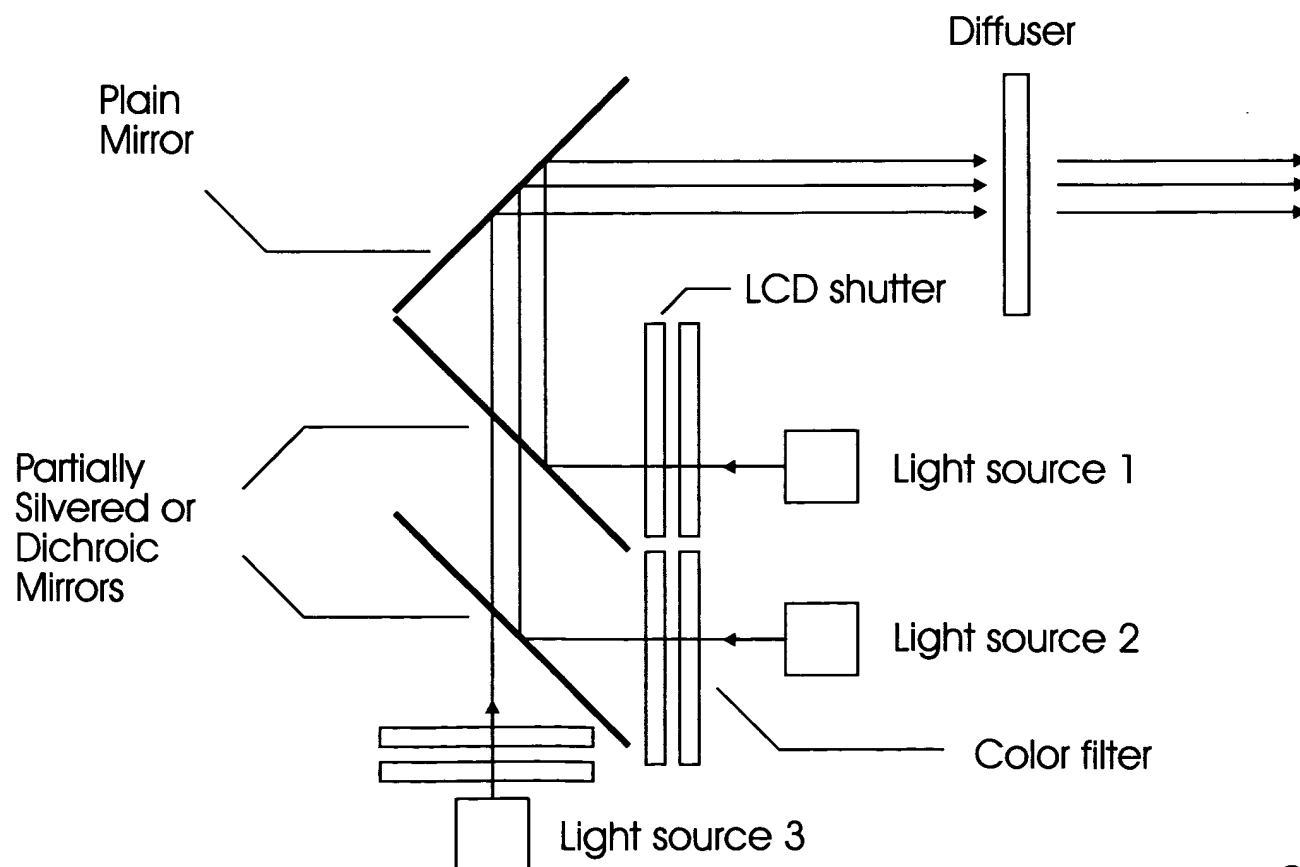 Diffuser
Plain
Mirror
LCD shutter
Partially
Silvered or
Dichroic
Mirrors
Light source 1
Light source 2
Color filter
Light source 3